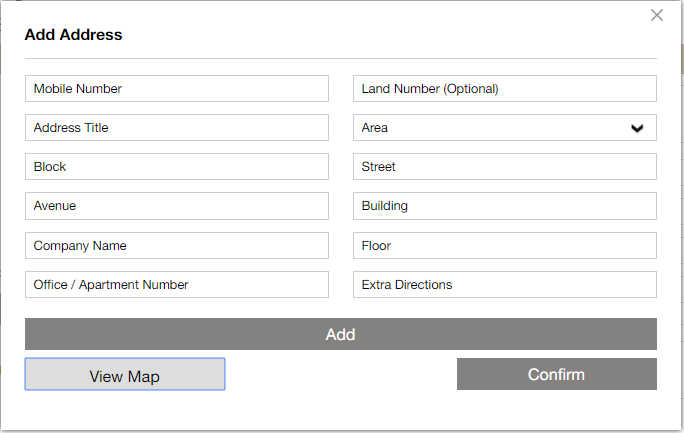 Add Address
Mobile Number
Land Number (Optional)
Address Title
Area
Block
Street
Avenue
Building
Company Name
Floor
Office / Apartment Number
Extra Directions
Add
View Map
Confirm